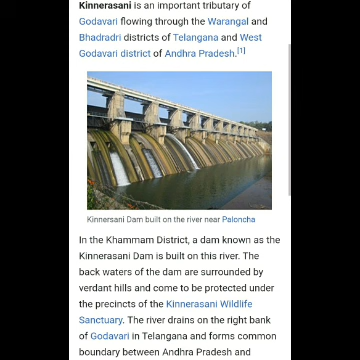 Kinnerasani is an important tributary of
Godavari flowing through the Warangal and
Bhadradri districts of Telangana and West
Godavari district of Andhra Pradesh.[1]
Kinnersani Dam built on the river near Paloncha
In the Khammam District, a dam known as the
Kinnerasani Dam is built on this river. The
back waters of the dam are surrounded by
verdant hills and come to be protected under
the precincts of the Kinnerasani Wildlife
Sanctuary. The river drains on the right bank
of Godavari in Telangana and forms common
boundary between Andhra Pradesh and